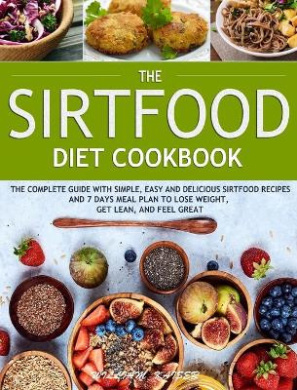 THE
SIRTFOOD
DIET COOKBOOK
THE COMPLETE GUIDE WITH SIMPLE, EASY AND DELICIOUS SIRTFOOD RECIPES
AND 7 DAYS MEAL PLAN TO LOSE WEIGHT,
GET LEAN, AND FEEL GREAT